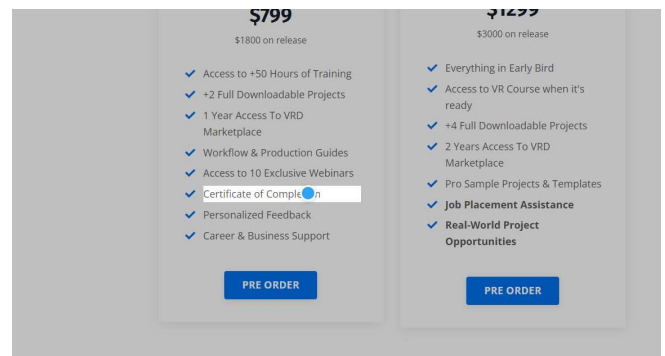 $799
$1800 on release
Access to +50 Hours of Training
+2 Full Downloadable Projects
1 Year Access To VRD
Marketplace
Workflow & Production Guides
Access to 10 Exclusive Webinars
Certificate of
Personalized Feedback
Career & Business Support
PRE ORDER
$1299
$3000 on release
Everything in Early Bird
Access to VR Course when it's
ready
+4 Full Downloadable Projects
2 Years Access To VRD
Marketplace
Pro Sample Projects & Templates
Job Placement Assistance
Real-World Project
Opportunities
PRE ORDER